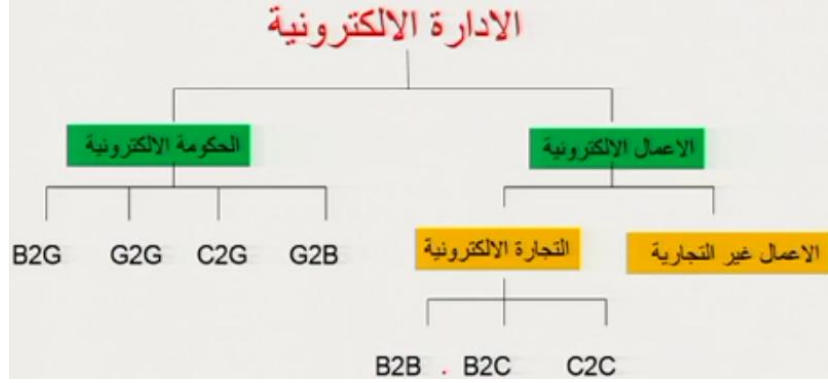 الادارة الالكترونية
الاعمال الالكترونية
الحكومة الالكترونية
التجارة الالكترونية
الاعمال غير التجارية
B2G G2G C2G G2B
B2B . B2C C2C